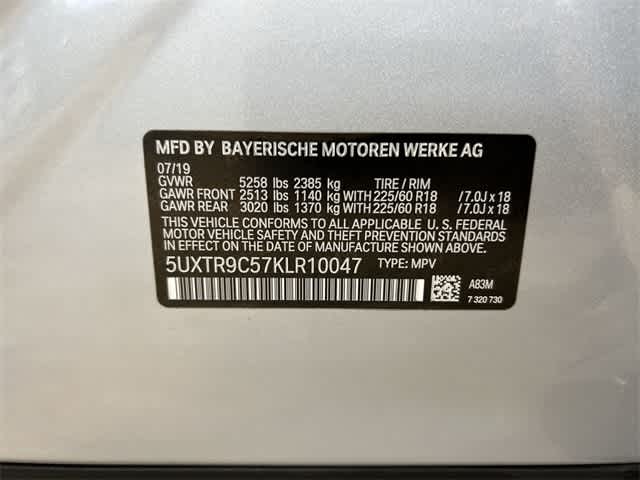 MFD BY BAYERISCHE MOTOREN WERKE AG
07/19
GVWR 5258 lbs 2385 kg TIRE / RIM
GAWR FRONT 2513 lbs 1140 kg WITH 225/60 R18 /7.0J x 18
GAWR REAR 3020 lbs 1370 kg WITH 225/60 R18 /7.0J x 18
THIS VEHICLE CONFORMS TO ALL APPLICABLE U. S. FEDERAL
MOTOR VEHICLE SAFETY, BUMPER AND THEFT PREVENTION STANDARDS
IN EFFECT ON THE DATE OF MANUFACTURE SHOWN ABOVE.
5UXTR9C57KLR10047 TYPE: MPV
A83M
7 320 730